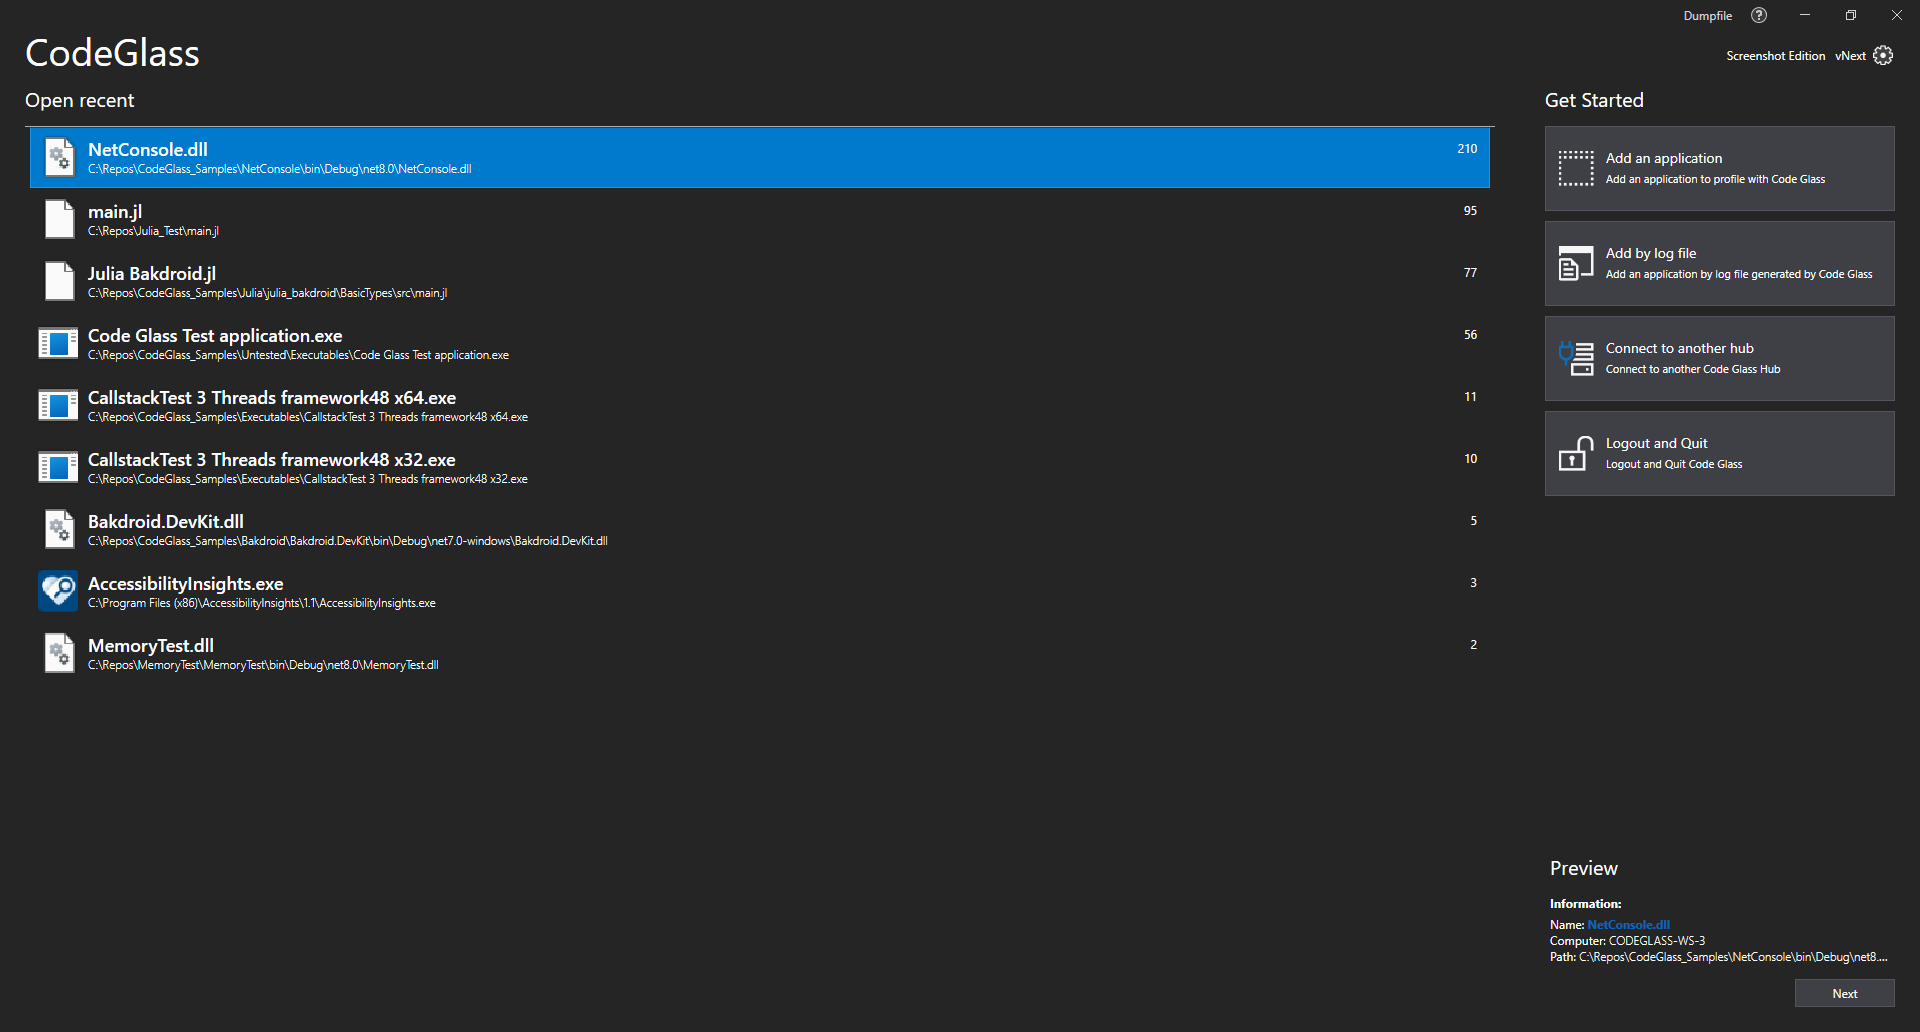 Dumpfile
CodeGlass
Screenshot Edition vNext
Open recent
NetConsole.dll
210
C:\Repos\CodeGlass_Samples\NetConsole\bin\Debug\net8.0\NetConsole.dll
main.jl
95
C:\Repos\Julia_Test\main.jl
Julia Bakdroid.jl
77
C:\Repos\CodeGlass_Samples\Julia\julia_bakdroid\BasicTypes\src\main.jl
Code Glass Test application.exe
56
C:\Repos\CodeGlass_Samples\Untested\Executables\Code Glass Test application.exe
CallstackTest 3 Threads framework48 x64.exe
11
C:\Repos\CodeGlass_Samples\Executables\CallstackTest 3 Threads framework48 x64.exe
CallstackTest 3 Threads framework48 x32.exe
10
C:\Repos\CodeGlass_Samples\Executables\CallstackTest 3 Threads framework48 x32.exe
Bakdroid.DevKit.dll
5
C:\Repos\CodeGlass_Samples\Bakdroid\Bakdroid.DevKit\bin\Debug\net7.0-windows\Bakdroid.DevKit.dll
AccessibilityInsights.exe
3
C:\Program Files (x86)\AccessibilityInsights\1.1\AccessibilityInsights.exe
MemoryTest.dll
2
C:\Repos\MemoryTest\MemoryTest\bin\Debug\net8.0\MemoryTest.dll
Get Started
Add an application
Add an application to profile with Code Glass
Add by log file
Add an application by log file generated by Code Glass
Connect to another hub
Connect to another Code Glass Hub
Logout and Quit
Logout and Quit Code Glass
Preview
Information:
Name: NetConsole.dll
Computer: CODEGLASS-WS-3
Path: C:\Repos\CodeGlass_Samples\NetConsole\bin\Debug\net8....
Next